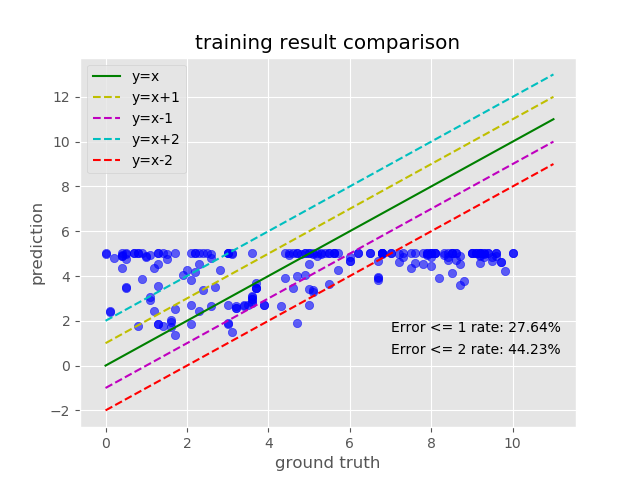 training result comparison
y=x
y=x+1
y=x-1
y=x+2
y=x-2
12
10
8
6
4
2
0
−2
prediction
Error <= 1 rate: 27.64%
Error <= 2 rate: 44.23%
0 2 4 6 8 10
ground truth